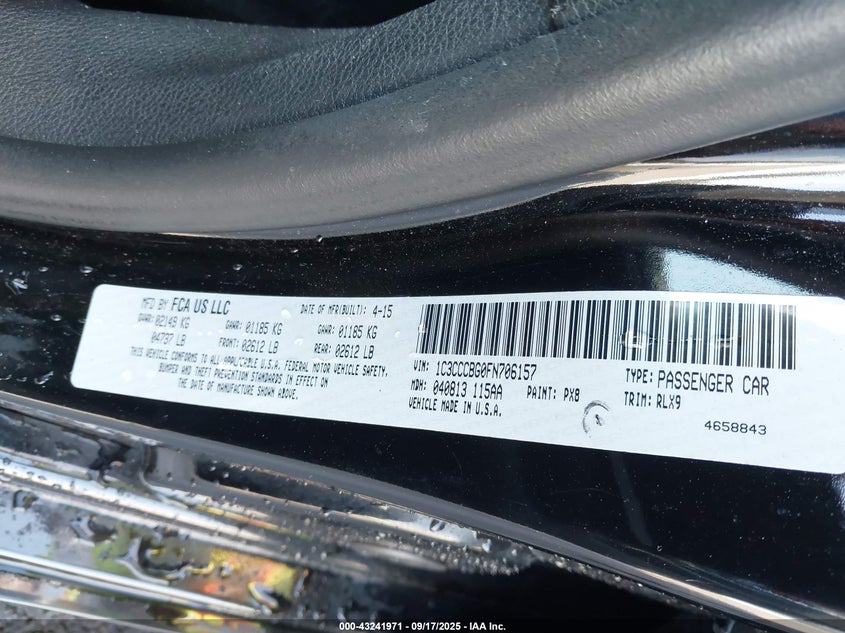 MFD BY FCA US LLC
DATE OF MFR(BUILT): 4-15
GVWR: 02149 KG
GAWR: 01185 KG
GAWR: 01185 KG
04737 LB
FRONT: 02612 LB
REAR: 02612 LB
THIS VEHICLE CONFORMS TO ALL APPLICABLE U.S.A. FEDERAL MOTOR VEHICLE SAFETY,
BUMPER AND THEFT PREVENTION STANDARDS IN EFFECT ON
THE DATE OF MANUFACTURE SHOWN ABOVE.
VIN: 1C3CCCBG0FN706157
TYPE: PASSENGER CAR
MDH: 040813 115AA
PAINT: PX8
TRIM: RLX9
VEHICLE MADE IN U.S.A.
4658843
000-43241971 - 09/17/2025 - IAA Inc.